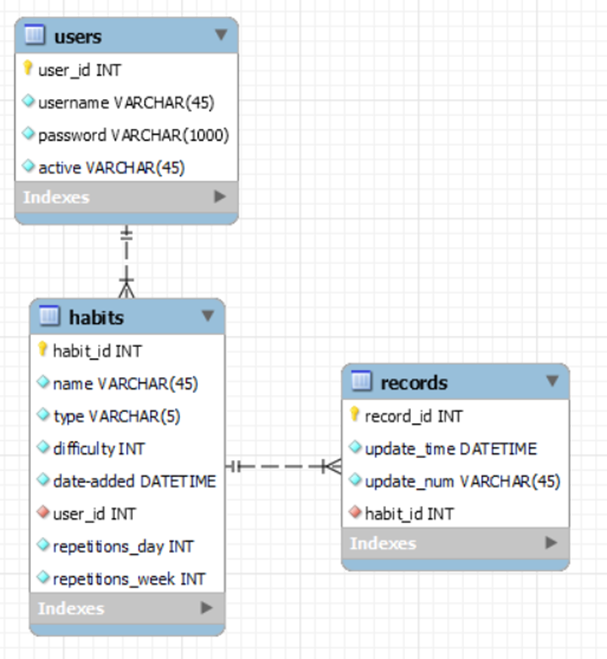 users
user_id INT
username VARCHAR(45)
password VARCHAR(1000)
active VARCHAR(45)
Indexes
habits
habit_id INT
name VARCHAR(45)
type VARCHAR(5)
difficulty INT
date-added DATETIME
user_id INT
repetitions_day INT
repetitions_week INT
Indexes
records
record_id INT
update_time DATETIME
update_num VARCHAR(45)
habit_id INT
Indexes